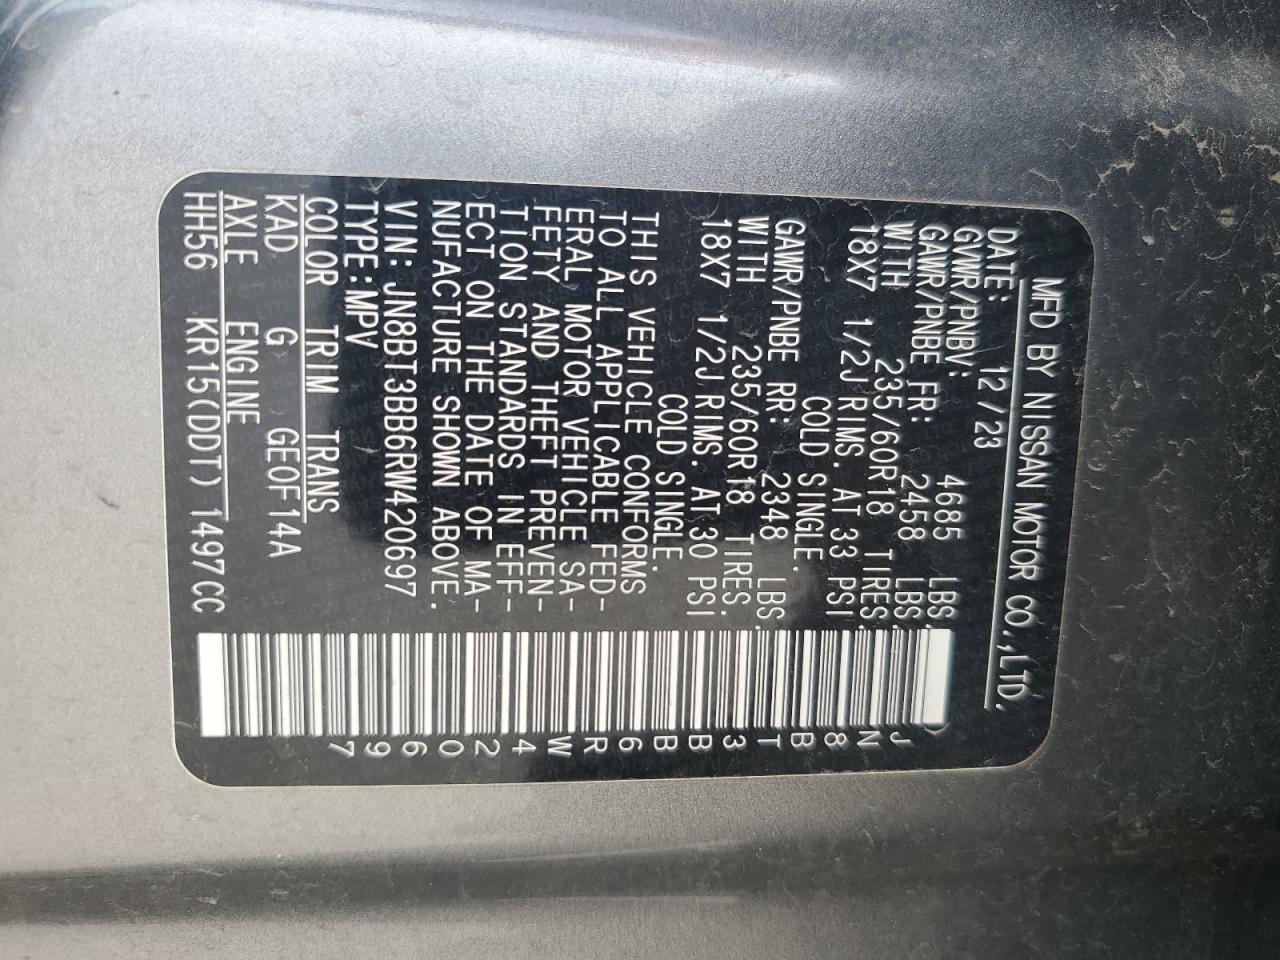 MFD BY NISSAN MOTOR CO.,LTD.
DATE: 12/23
GVWR/PNBV: 4685 LBS.
GAWR/PNBE FR: 2458 LBS.
WITH 235/60R18 TIRES.
18X7 1/2J RIMS. AT 33 PSI
COLD SINGLE.
GAWR/PNBE RR: 2348 LBS.
WITH 235/60R18 TIRES.
18X7 1/2J RIMS. AT 30 PSI
COLD SINGLE.
THIS VEHICLE CONFORMS
TO ALL APPLICABLE FED-
ERAL MOTOR VEHICLE SA-
FETY AND THEFT PREVEN-
TION STANDARDS IN EFF-
ECT ON THE DATE OF MA-
NUFACTURE SHOWN ABOVE.
VIN: JN8BT3BB6RW420697
TYPE:MPV
COLOR TRIM TRANS
KAD G GE0F14A
AXLE ENGINE
HH56 KR15(DDT)1497CC
JN8BT3BB6RW420697